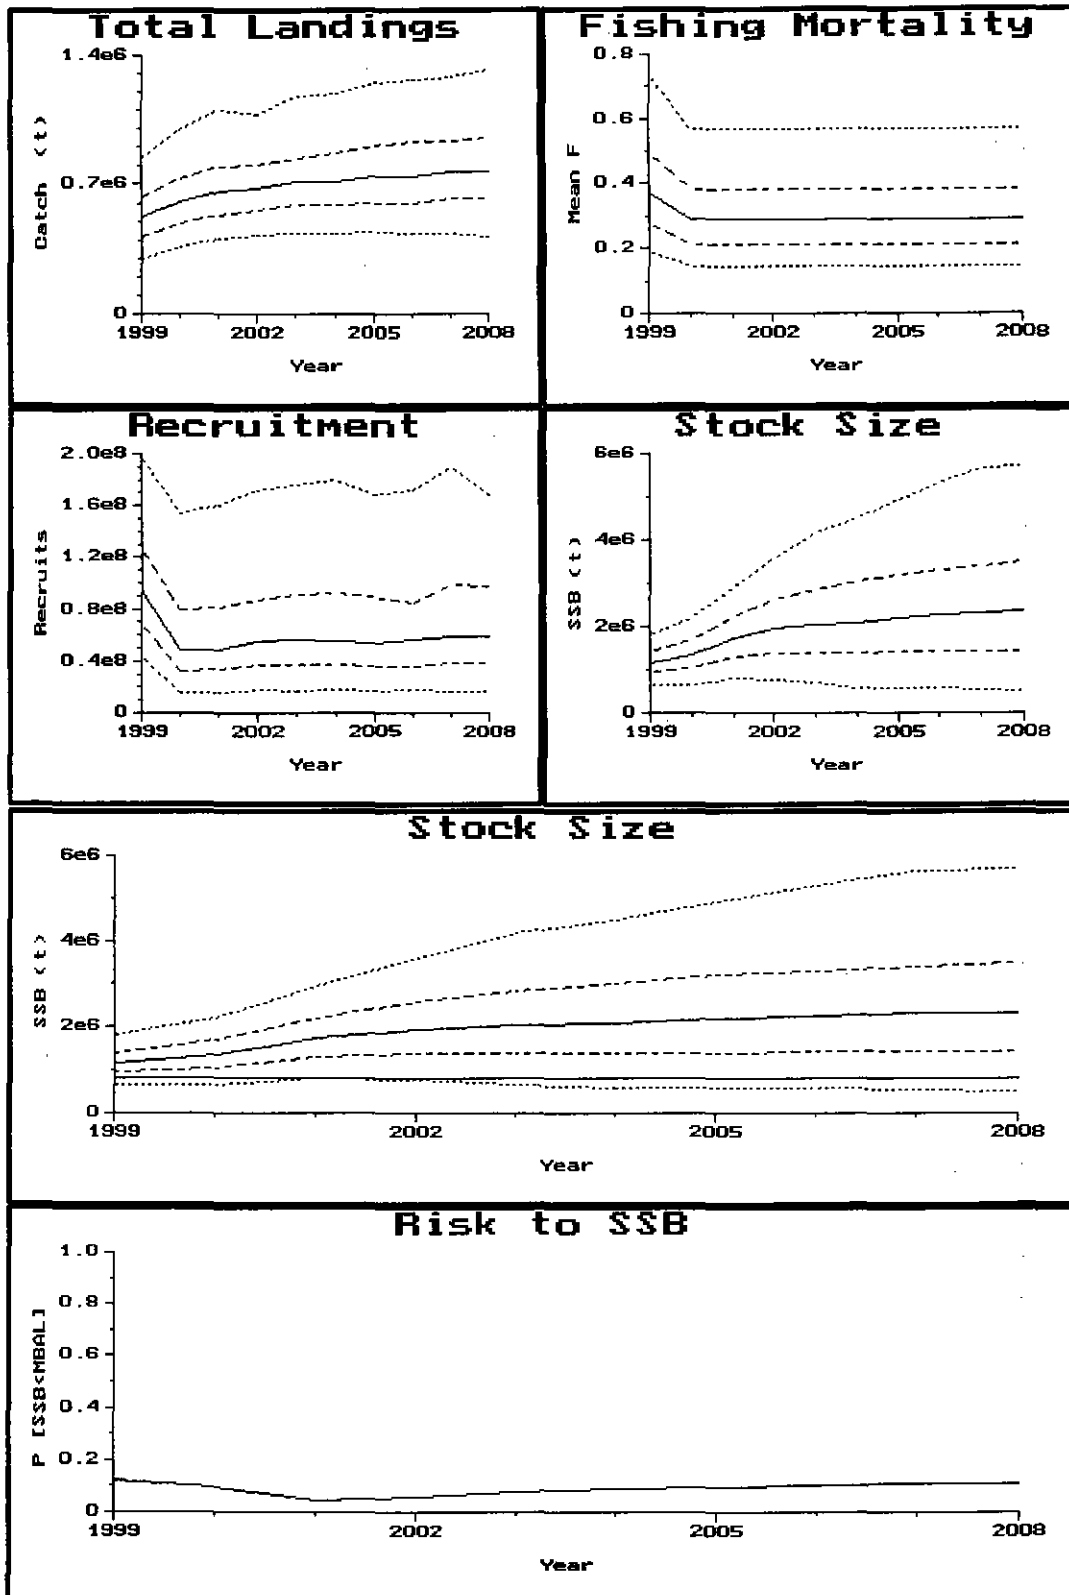 Total Landings
Catch (t)
1.4e6
0.7e6
0
1999 2002 2005 2008
Year
Fishing Mortality
Mean F
0.8
0.6
0.4
0.2
0
1999 2002 2005 2008
Year
Recruitment
Recruits
2.0e8
1.6e8
1.2e8
0.8e8
0.4e8
0
1999 2002 2005 2008
Year
Stock Size
SSB (t)
6e6
4e6
2e6
0
1999 2002 2005 2008
Year
Stock Size
SSB (t)
6e6
4e6
2e6
0
1999 2002 2005 2008
Year
Risk to SSB
P [SSB<MBAL]
1.0
0.8
0.6
0.4
0.2
0
1999 2002 2005 2008
Year